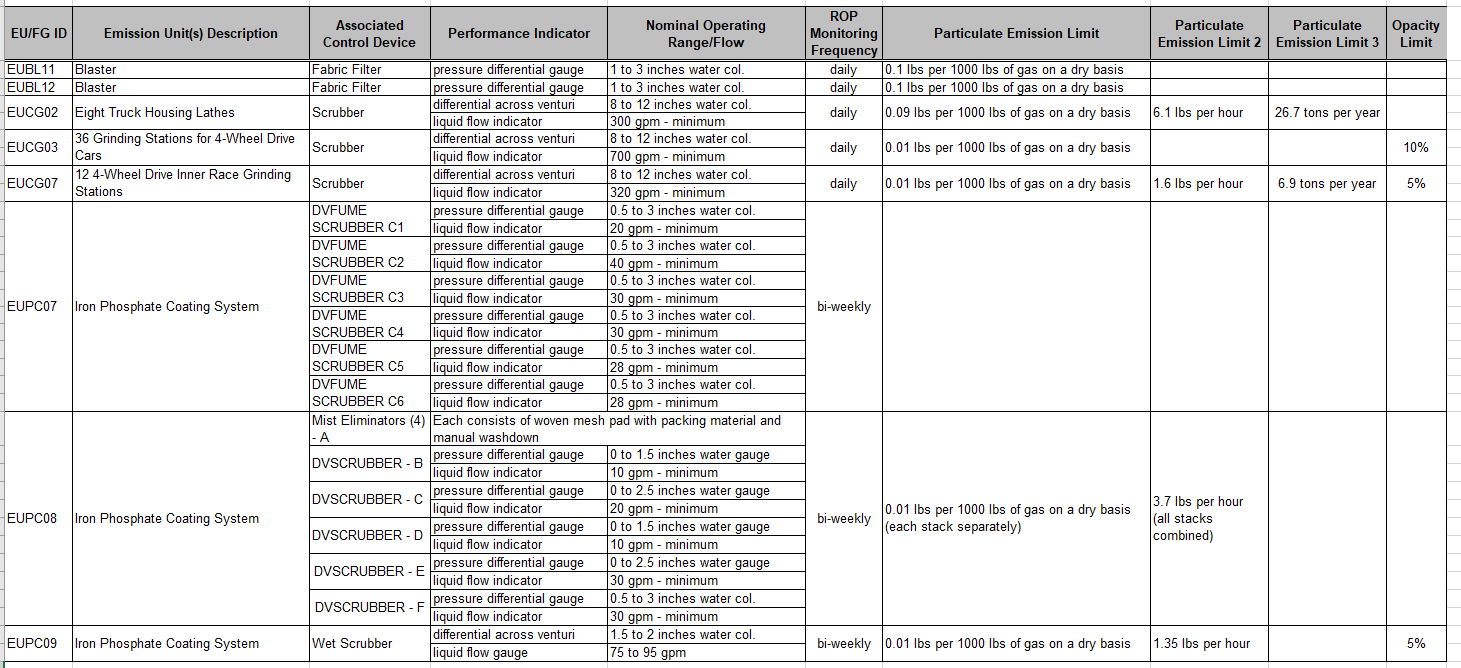 EU/FG ID Emission Unit(s) Description Associated Control Device Performance Indicator Nominal Operating Range/Flow ROP Monitoring Frequency Particulate Emission Limit Particulate Emission Limit 2 Particulate Emission Limit 3 Opacity Limit
EUBL11 Blaster Fabric Filter pressure differential gauge 1 to 3 inches water col. daily 0.1 lbs per 1000 lbs of gas on a dry basis
EUBL12 Blaster Fabric Filter pressure differential gauge 1 to 3 inches water col. daily 0.1 lbs per 1000 lbs of gas on a dry basis
EUCG02 Eight Truck Housing Lathes Scrubber differential across venturi 8 to 12 inches water col. daily 0.09 lbs per 1000 lbs of gas on a dry basis 6.1 lbs per hour 26.7 tons per year
liquid flow indicator 300 gpm - minimum
EUCG03 36 Grinding Stations for 4-Wheel Drive Cars Scrubber differential across venturi 8 to 12 inches water col. daily 0.01 lbs per 1000 lbs of gas on a dry basis 10%
liquid flow indicator 700 gpm - minimum
EUCG07 12 4-Wheel Drive Inner Race Grinding Stations Scrubber differential across venturi 8 to 12 inches water col. daily 0.01 lbs per 1000 lbs of gas on a dry basis 1.6 lbs per hour 6.9 tons per year 5%
liquid flow indicator 320 gpm - minimum
EUPC07 Iron Phosphate Coating System bi-weekly
DVFUME pressure differential gauge 0.5 to 3 inches water col.
SCRUBBER C1 liquid flow indicator 20 gpm - minimum
DVFUME pressure differential gauge 0.5 to 3 inches water col.
SCRUBBER C2 liquid flow indicator 40 gpm - minimum
DVFUME pressure differential gauge 0.5 to 3 inches water col.
SCRUBBER C3 liquid flow indicator 30 gpm - minimum
DVFUME pressure differential gauge 0.5 to 3 inches water col.
SCRUBBER C4 liquid flow indicator 30 gpm - minimum
DVFUME pressure differential gauge 0.5 to 3 inches water col.
SCRUBBER C5 liquid flow indicator 28 gpm - minimum
DVFUME pressure differential gauge 0.5 to 3 inches water col.
SCRUBBER C6 liquid flow indicator 28 gpm - minimum
EUPC08 Iron Phosphate Coating System bi-weekly 0.01 lbs per 1000 lbs of gas on a dry basis (each stack separately) 3.7 lbs per hour (all stacks combined)
Mist Eliminators (4) - A Each consists of woven mesh pad with packing material and manual washdown
DVSCRUBBER - B pressure differential gauge 0 to 1.5 inches water gauge
liquid flow indicator 10 gpm - minimum
DVSCRUBBER - C pressure differential gauge 0 to 2.5 inches water gauge
liquid flow indicator 20 gpm - minimum
DVSCRUBBER - D pressure differential gauge 0 to 1.5 inches water gauge
liquid flow indicator 10 gpm - minimum
DVSCRUBBER - E pressure differential gauge 0 to 2.5 inches water gauge
liquid flow indicator 30 gpm - minimum
DVSCRUBBER - F pressure differential gauge 0.5 to 3 inches water col.
liquid flow indicator 30 gpm - minimum
EUPC09 Iron Phosphate Coating System Wet Scrubber differential across venturi 1.5 to 2 inches water col. bi-weekly 0.01 lbs per 1000 lbs of gas on a dry basis 1.35 lbs per hour 5%
liquid flow gauge 75 to 95 gpm